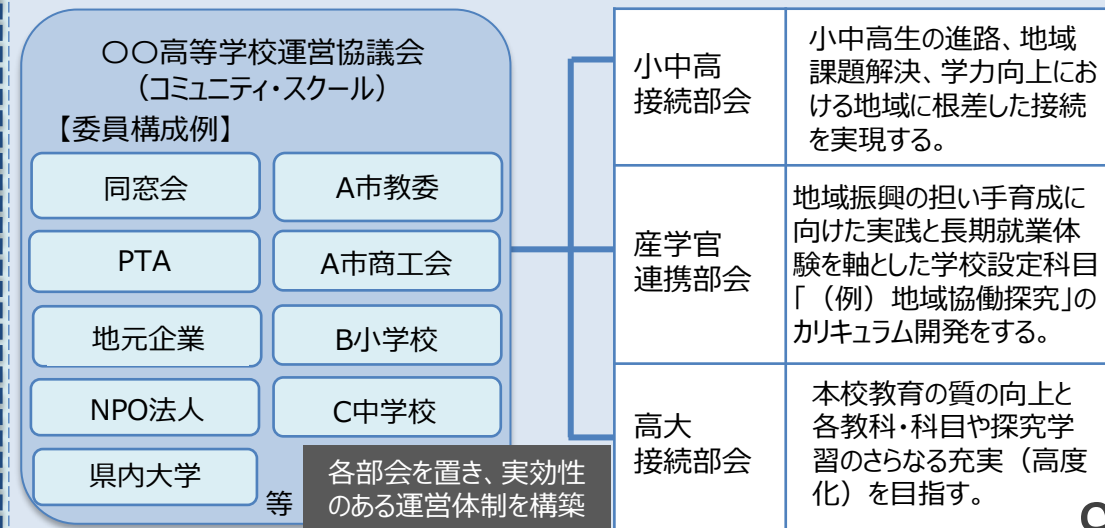 〇〇高等学校運営協議会
（コミュニティ・スクール）
【委員構成例】
同窓会
A市教委
PTA
A市商工会
地元企業
B小学校
NPO法人
C中学校
県内大学
等
各部会を置き、実効性
のある運営体制を構築
小中高
接続部会
小中高生の進路、地域
課題解決、学力向上にお
ける地域に根差した接続
を実現する。
産学官
連携部会
地域振興の担い手育成に
向けた実践と長期就業体
験を軸とした学校設定科目
「（例）地域協働探究」の
カリキュラム開発をする。
高大
接続部会
本校教育の質の向上と
各教科・科目や探究学
習のさらなる充実（高度
化）を目指す。